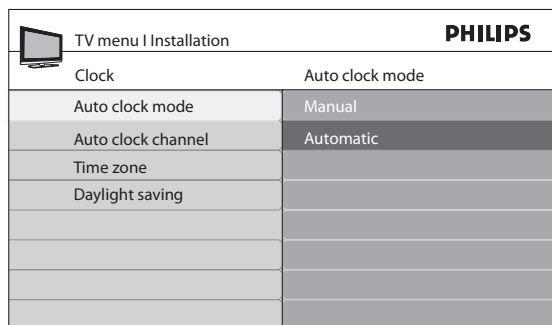 TV menu I Installation
PHILIPS
Clock
Auto clock mode
Auto clock mode
Manual
Auto clock channel
Automatic
Time zone
Daylight saving